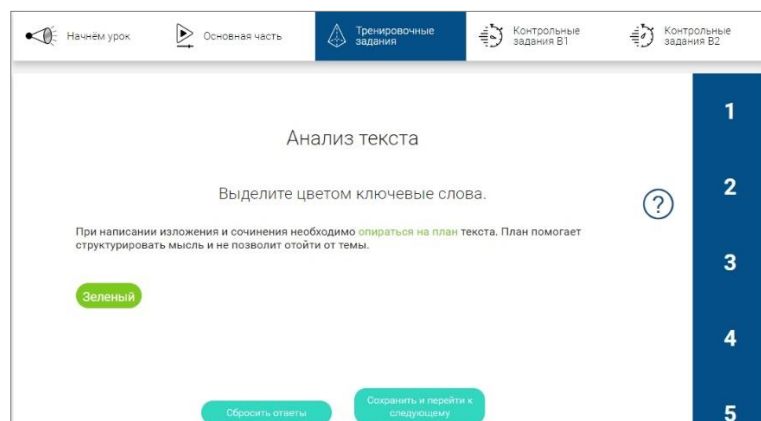 Начнём урок
Основная часть
Тренировочные
задания
Контрольные
задания В1
Контрольные
задания В2
1
Анализ текста
2
Выделите цветом ключевые слова.
?
При написании изложения и сочинения необходимо опираться на план текста. План помогает
структурировать мысль и не позволит отойти от темы.
3
Зеленый
4
Сбросить ответы
Сохранить и перейти к
следующему
5